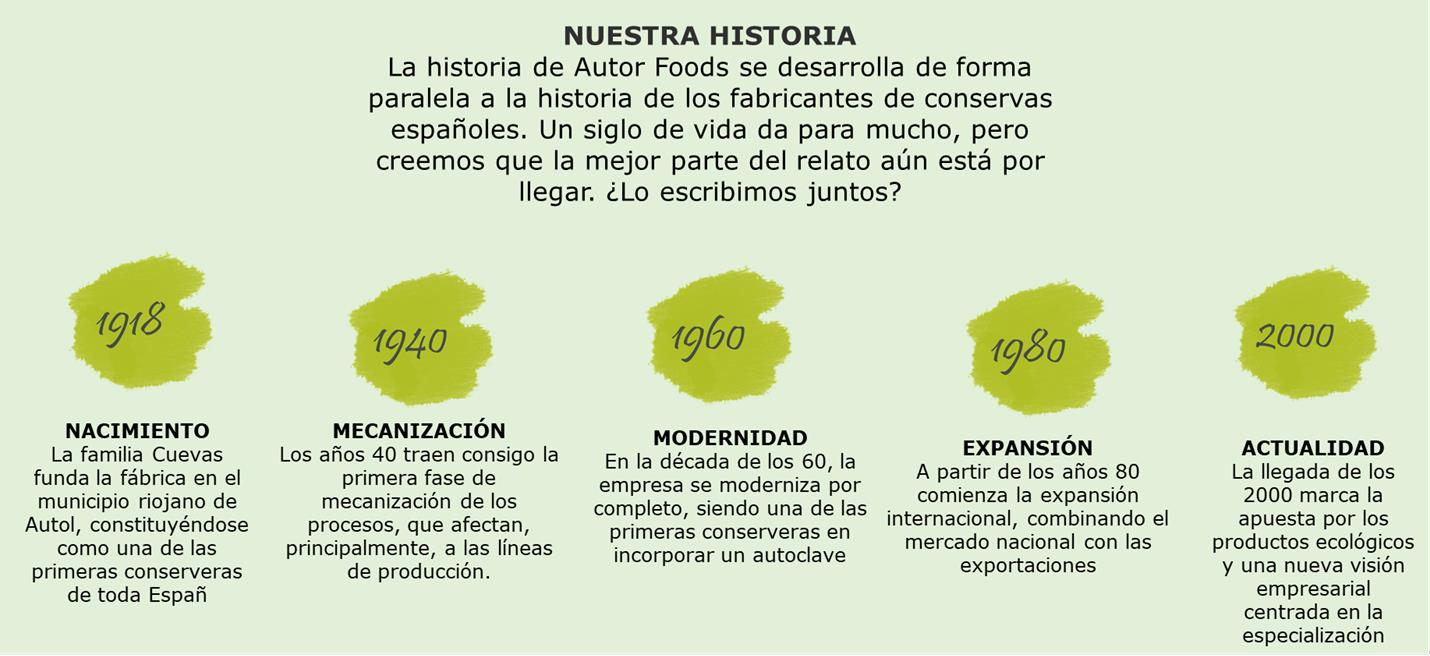 NUESTRA HISTORIA
La historia de Autor Foods se desarrolla de forma
paralela a la historia de los fabricantes de conservas
españoles. Un siglo de vida da para mucho, pero
creemos que la mejor parte del relato aún está por
llegar. ¿Lo escribimos juntos?
1918
NACIMIENTO
La familia Cuevas
funda la fábrica en el
municipio riojano de
Autol, constituyéndose
como una de las
primeras conserveras
de toda Españ
1940
MECANIZACIÓN
Los años 40 traen consigo la
primera fase de
mecanización de los
procesos, que afectan,
principalmente, a las líneas
de producción.
1960
MODERNIDAD
En la década de los 60, la
empresa se moderniza por
completo, siendo una de las
primeras conserveras en
incorporar un autoclave
1980
EXPANSIÓN
A partir de los años 80
comienza la expansión
internacional, combinando el
mercado nacional con las
exportaciones
2000
ACTUALIDAD
La llegada de los
2000 marca la
apuesta por los
productos ecológicos
y una nueva visión
empresarial
centrada en la
especialización